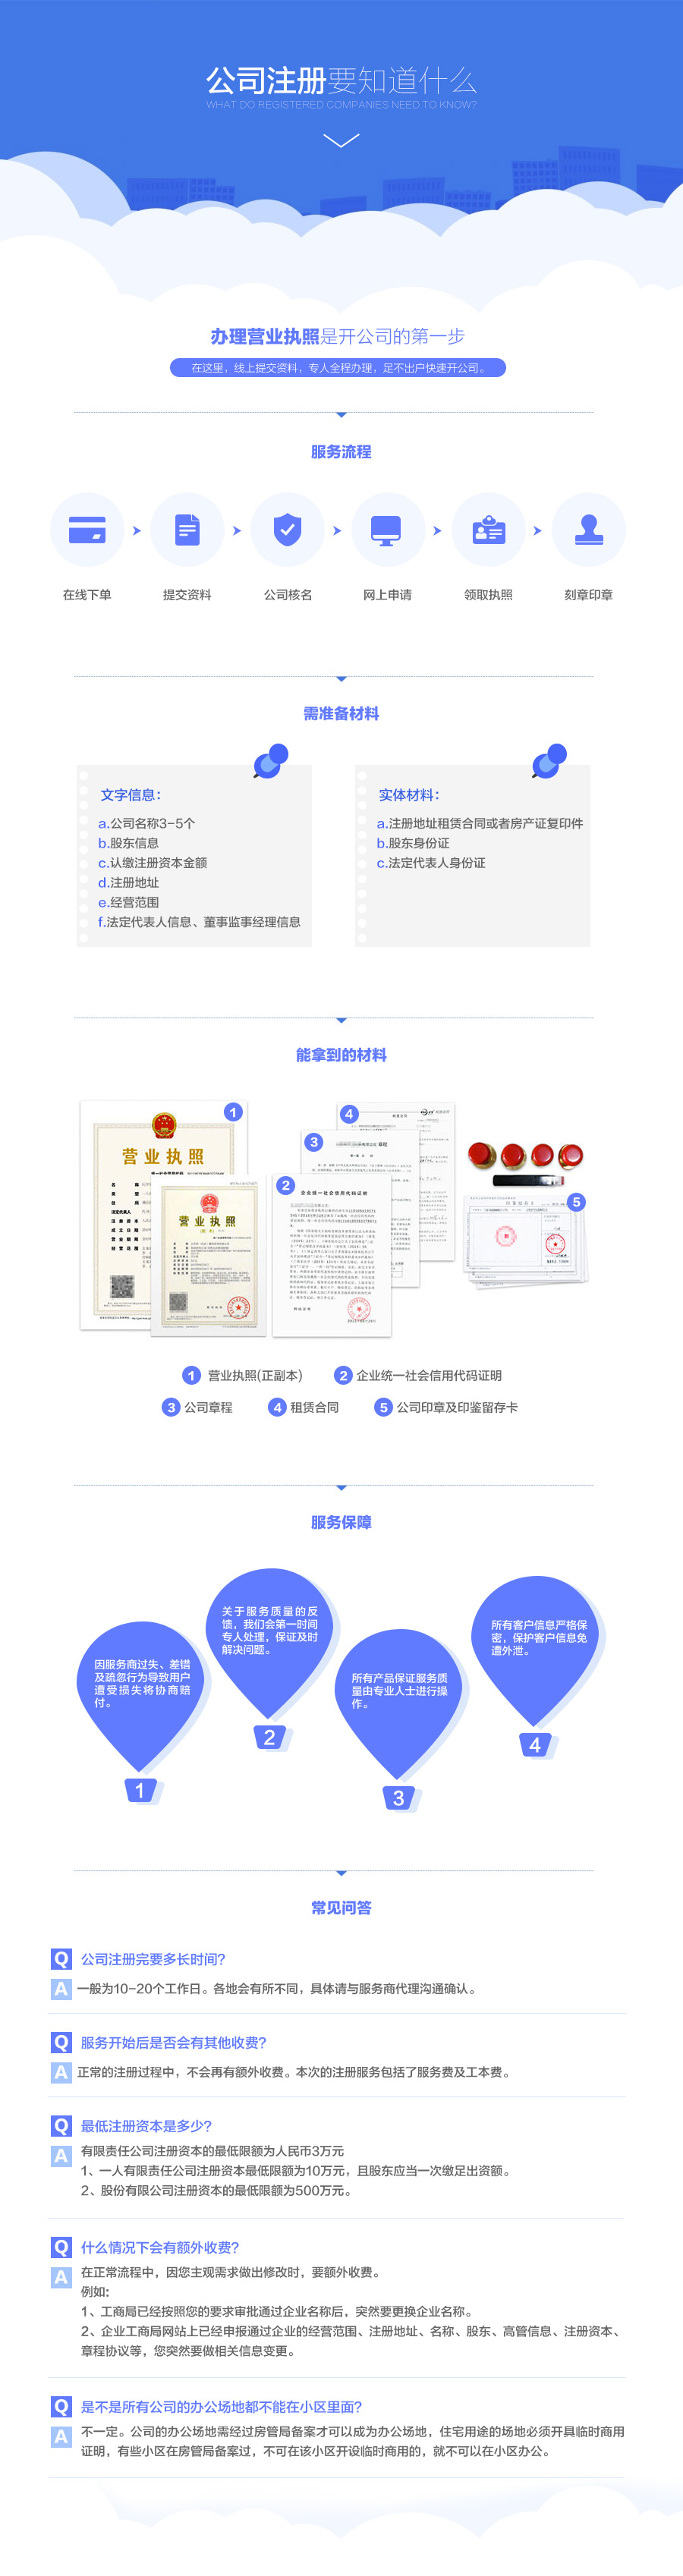 公司注册要知道什么
WHAT DO REGISTERED COMPANIES NEED TO KNOW?
办理营业执照是开公司的第一步
在这里，线上提交资料，专人全程办理，足不出户快速开公司。
服务流程
在线下单
提交资料
公司核名
网上申请
领取执照
刻章印章
需准备材料
文字信息：
a.公司名称3-5个
b.股东信息
c.认缴注册资本金额
d.注册地址
e.经营范围
f.法定代表人信息、董事监事经理信息
实体材料：
a.注册地址租赁合同或者房产证复印件
b.股东身份证
c.法定代表人身份证
能拿到的材料
1
营业执照
营业执照
2
企业统一社会信用代码证明
3
章程
4
5
1 营业执照(正副本)
2 企业统一社会信用代码证明
3 公司章程
4 租赁合同
5 公司印章及印鉴留存卡
服务保障
因服务商过失、差错
及疏忽行为导致用户
遭受损失将协商赔
付。
1
关于服务质量的反
馈，我们会第一时间
专人处理，保证及时
解决问题。
2
所有产品保证服务质
量由专业人士进行操
作。
3
所有客户信息严格保
密，保护客户信息免
遭外泄。
4
常见问答
Q 公司注册完要多长时间?
A 一般为10-20个工作日。各地会有所不同，具体请与服务商代理沟通确认。
Q 服务开始后是否会有其他收费?
A 正常的注册过程中，不会再有额外收费。本次的注册服务包括了服务费及工本费。
Q 最低注册资本是多少?
A 有限责任公司注册资本的最低限额为人民币3万元
1、一人有限责任公司注册资本最低限额为10万元，且股东应当一次缴足出资额。
2、股份有限公司注册资本的最低限额为500万元。
Q 什么情况下会有额外收费?
A 在正常流程中，因您主观需求做出修改时，要额外收费。
例如:
1、工商局已经按照您的要求审批通过企业名称后，突然要更换企业名称。
2、企业工商局网站上已经申报通过企业的经营范围、注册地址、名称、股东、高管信息、注册资本、
章程协议等，您突然要做相关信息变更。
Q 是不是所有公司的办公场地都不能在小区里面?
A 不一定。公司的办公场地需经过房管局备案才可以成为办公场地，住宅用途的场地必须开具临时商用
证明，有些小区在房管局备案过，不可在该小区开设临时商用的，就不可以在小区办公。